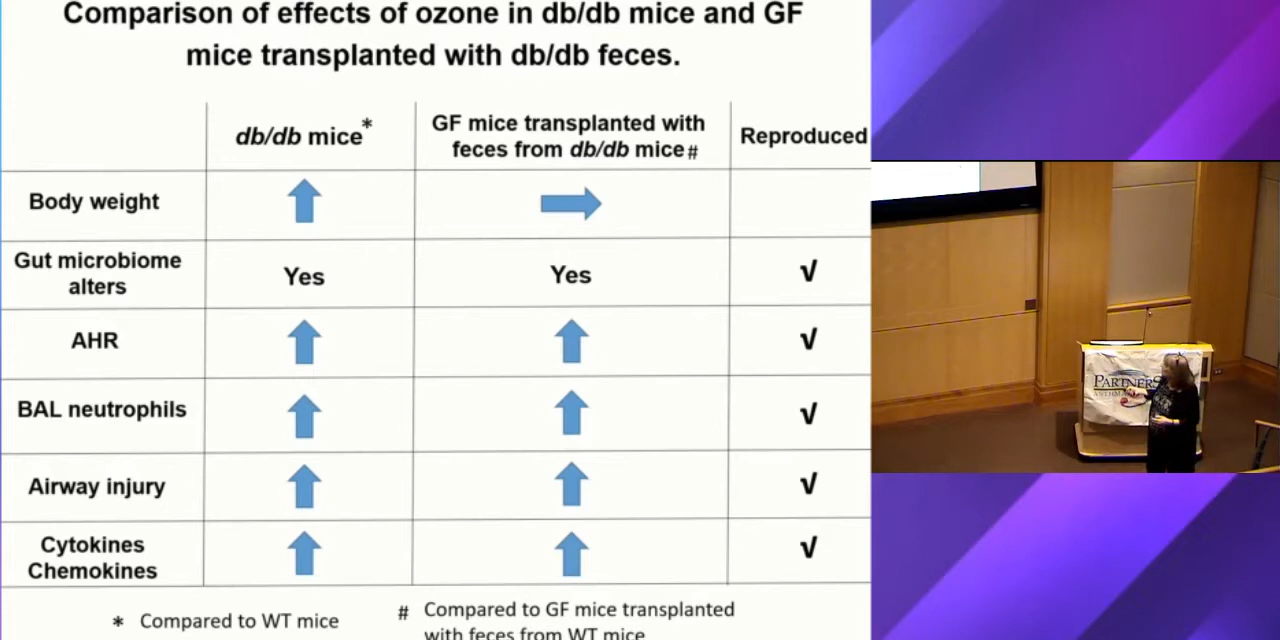 Comparison of effects of ozone in db/db mice and GF
mice transplanted with db/db feces.
db/db mice*
GF mice transplanted with
feces from db/db mice#
Reproduced
Body weight
Gut microbiome
alters
Yes
Yes
√
AHR
√
BAL neutrophils
√
Airway injury
√
Cytokines
Chemokines
√
* Compared to WT mice
# Compared to GF mice transplanted
with feces from WT mice
PARTNERS
ASTHMA